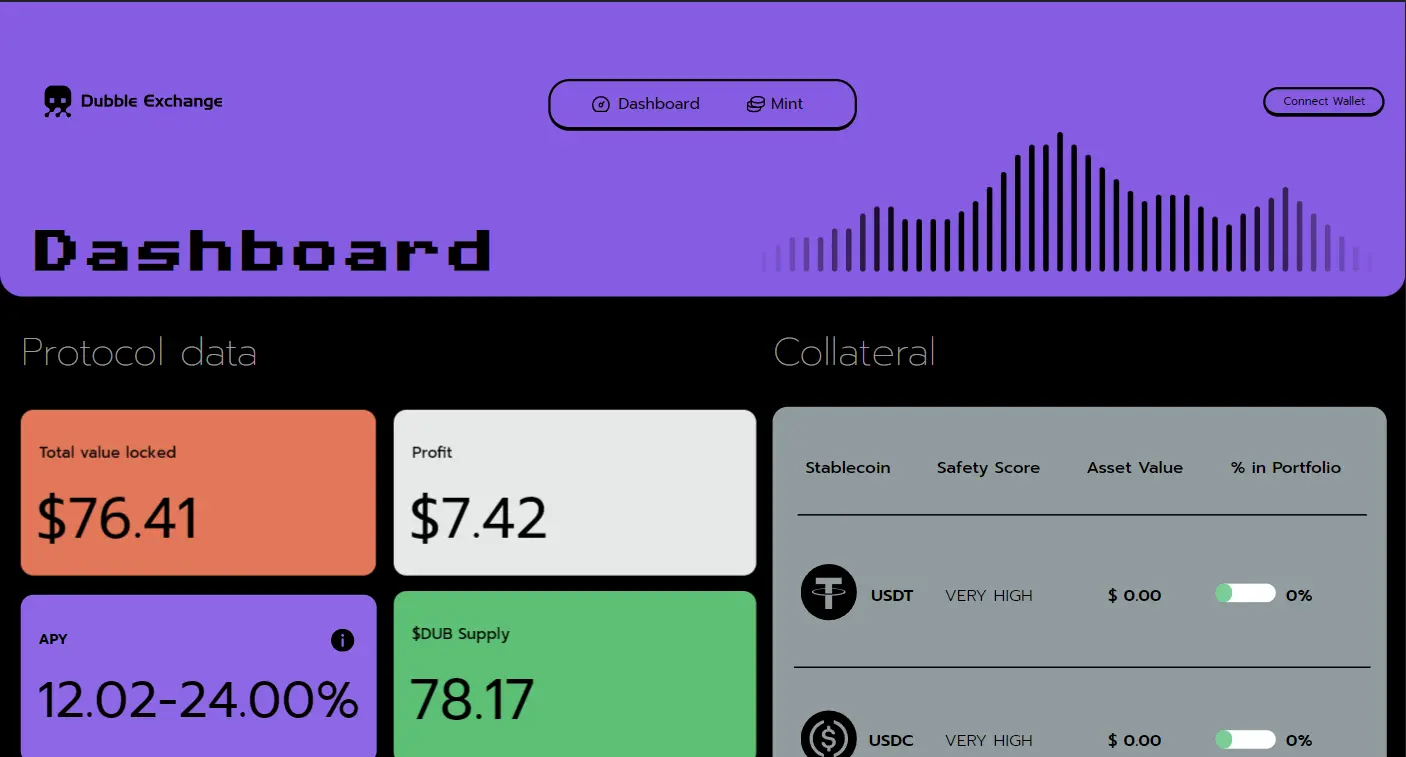 Dubble Exchange
Dashboard
Mint
Connect Wallet
Dashboard
Protocol data
Total value locked
$76.41
Profit
$7.42
APY
12.02-24.00%
$DUB Supply
78.17
Collateral
Stablecoin Safety Score Asset Value % in Portfolio
USDT VERY HIGH $ 0.00 0%
USDC VERY HIGH $ 0.00 0%